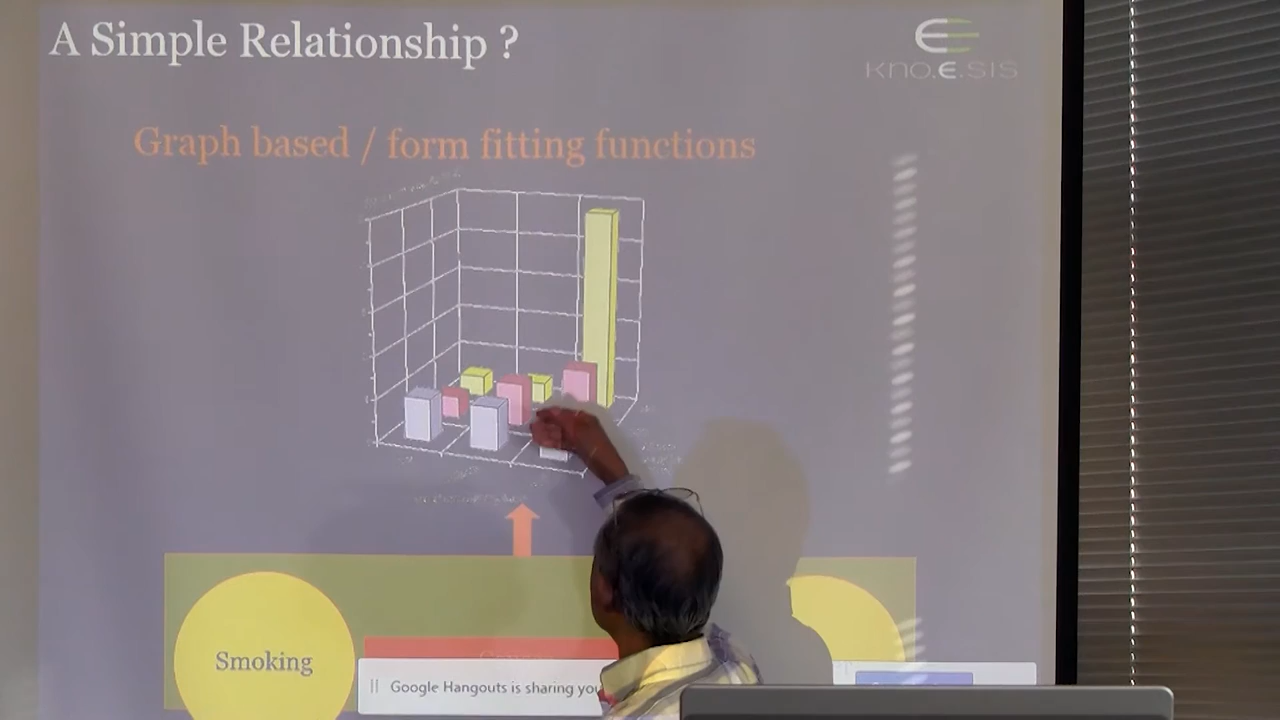 A Simple Relationship ?
kno.e.sis
Graph based / form fitting functions
Smoking
Google Hangouts is sharing you